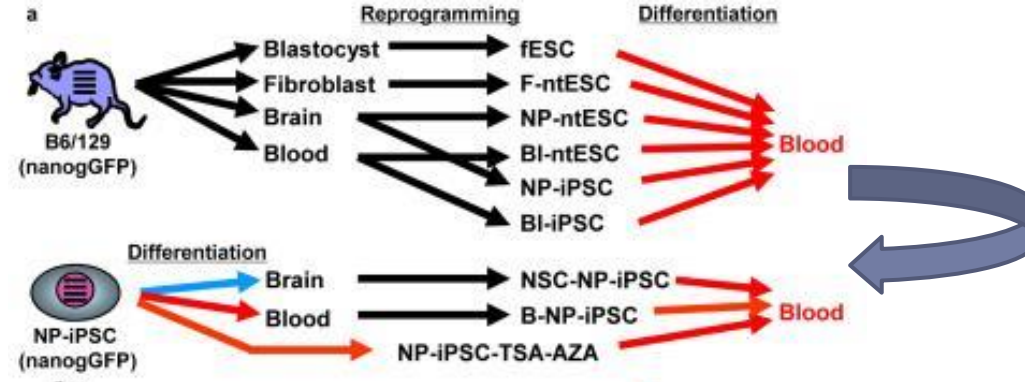 a
Reprogramming
Differentiation
Blastocyst
fESC
Fibroblast
F-ntESC
Brain
NP-ntESC
Blood
Bl-ntESC
NP-iPSC
Bl-iPSC
Blood
B6/129
(nanogGFP)
Differentiation
Brain
NSC-NP-iPSC
Blood
B-NP-iPSC
Blood
NP-iPSC-TSA-AZA
NP-iPSC
(nanogGFP)